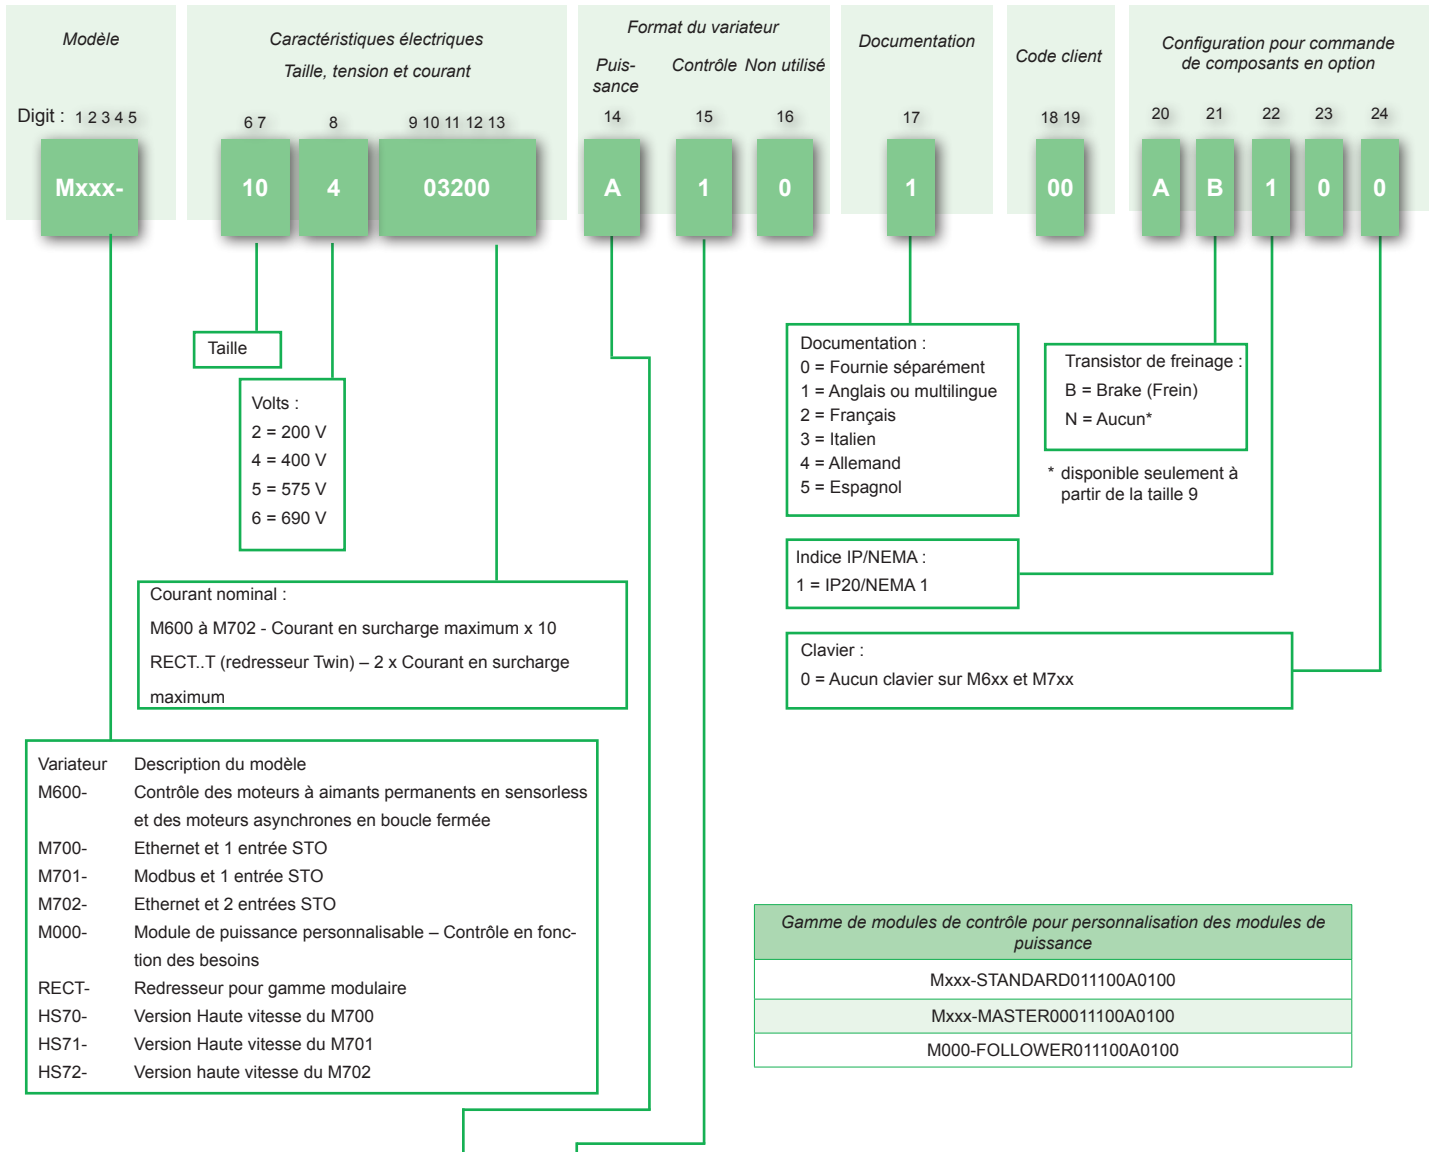 Modèle
Caractéristiques électriques
Taille, tension et courant
Format du variateur
Puis-
sance
Contrôle
Non utilisé
Documentation
Code client
Configuration pour commande
de composants en option
Digit : 1 2 3 4 5
6 7
8
9 10 11 12 13
14
15
16
17
18 19
20
21
22
23
24
Mxxx-
10
4
03200
A
1
0
1
00
A
B
1
0
0
Taille
Volts :
2 = 200 V
4 = 400 V
5 = 575 V
6 = 690 V
Courant nominal :
M600 à M702 - Courant en surcharge maximum x 10
RECT..T (redresseur Twin) – 2 x Courant en surcharge
maximum
Documentation :
0 = Fournie séparément
1 = Anglais ou multilingue
2 = Français
3 = Italien
4 = Allemand
5 = Espagnol
Transistor de freinage :
B = Brake (Frein)
N = Aucun*
* disponible seulement à
partir de la taille 9
Indice IP/NEMA :
1 = IP20/NEMA 1
Clavier :
0 = Aucun clavier sur M6xx et M7xx
Variateur Description du modèle
M600- Contrôle des moteurs à aimants permanents en sensorless
et des moteurs asynchrones en boucle fermée
M700- Ethernet et 1 entrée STO
M701- Modbus et 1 entrée STO
M702- Ethernet et 2 entrées STO
M000- Module de puissance personnalisable – Contrôle en fonc-
tion des besoins
RECT- Redresseur pour gamme modulaire
HS70- Version Haute vitesse du M700
HS71- Version Haute vitesse du M701
HS72- Version haute vitesse du M702
Gamme de modules de contrôle pour personnalisation des modules de
puissance
Mxxx-STANDARD011100A0100
Mxxx-MASTER00011100A0100
M000-FOLLOWER011100A0100